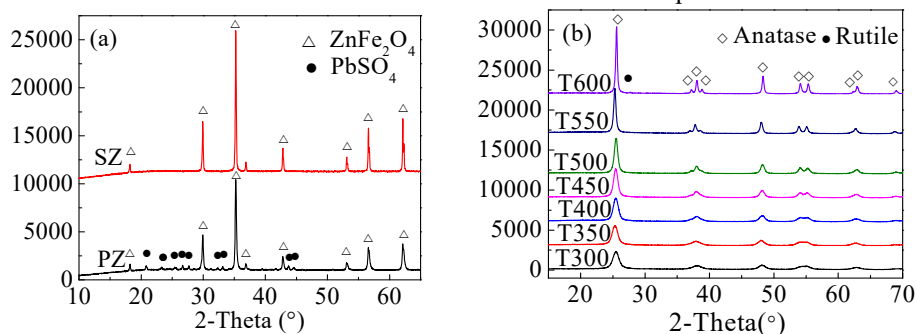 (a)
△ ZnFe₂O₄
● PbSO₄
SZ
PZ
25000
20000
15000
10000
5000
0
10 20 30 40 50 60
2-Theta (°)
(b)
◇ Anatase ● Rutile
T600
T550
T500
T450
T400
T350
T300
30000
25000
20000
15000
10000
5000
0
20 30 40 50 60 70
2-Theta(°)